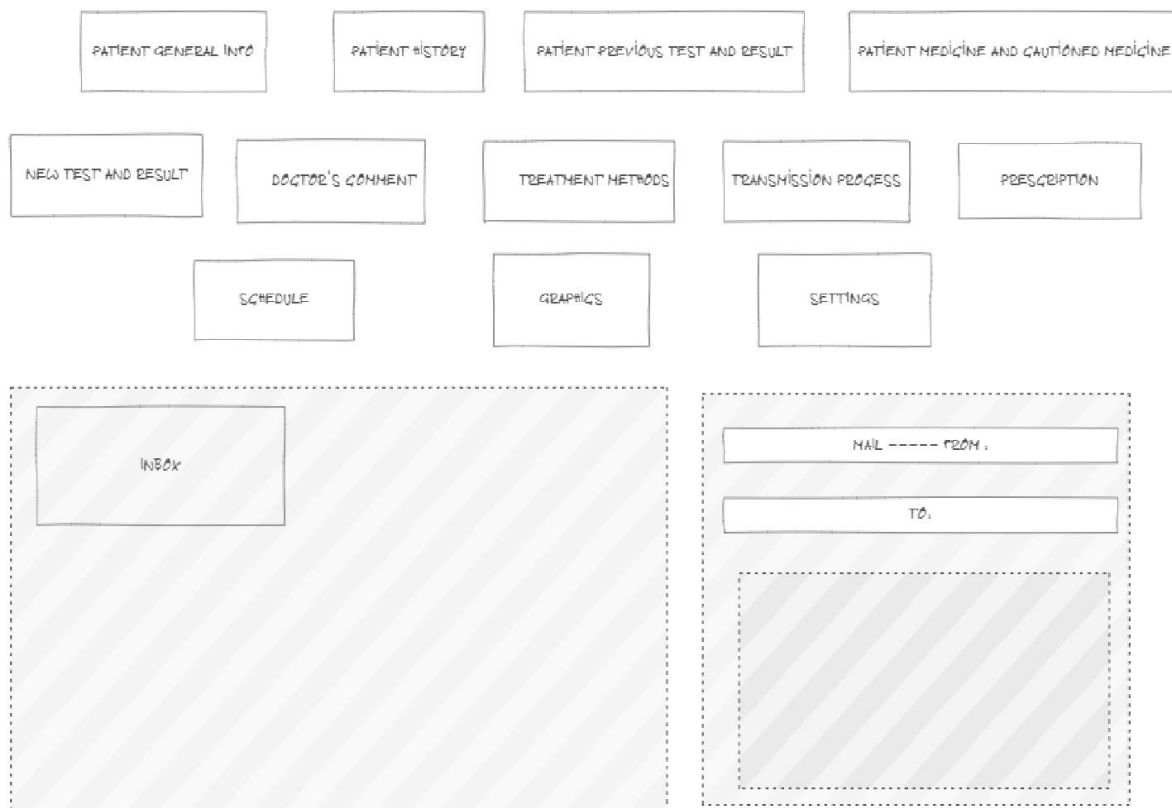 PATIENT GENERAL INFO
PATIENT HISTORY
PATIENT PREVIOUS TEST AND RESULT
PATIENT MEDICINE AND CAUTIONED MEDICINE
NEW TEST AND RESULT
DOCTOR'S COMMENT
TREATMENT METHODS
TRANSMISSION PROCESS
PRESCRIPTION
SCHEDULE
GRAPHICS
SETTINGS
INBOX
MAIL ----- FROM :
TO: